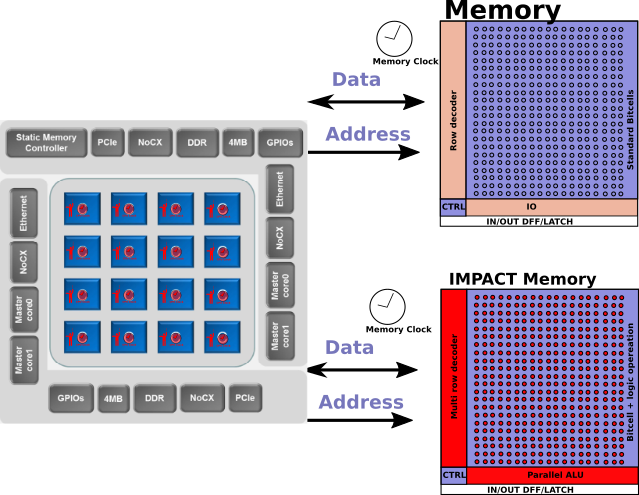 Memory
Memory Clock
Data
Address
Row decoder
Standard Bitcells
CTRL
IO
IN/OUT DFF/LATCH
Static Memory
Controller
PCIe
NoCX
DDR
4MB
GPIOs
Ethernet
NoCX
Master
core0
Master
core1
Ethernet
NoCX
Master
core0
Master
core1
GPIOs
4MB
DDR
NoCX
PCIe
IMPACT Memory
Memory Clock
Data
Address
Multi row decoder
Bitcell + logic opereation
CTRL
Parallel ALU
IN/OUT DFF/LATCH